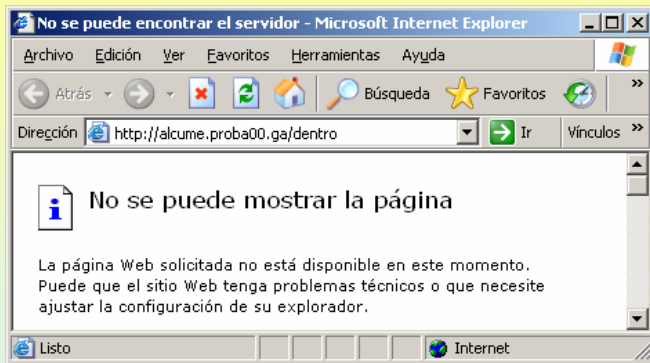 No se puede encontrar el servidor - Microsoft Internet Explorer
Archivo Edición Ver Favoritos Herramientas Ayuda
Atrás Búsqueda Favoritos »
Dirección http://alcume.proba00.ga/dentro Ir Vínculos »
No se puede mostrar la página
La página Web solicitada no está disponible en este momento.
Puede que el sitio Web tenga problemas técnicos o que necesite
ajustar la configuración de su explorador.
Listo Internet